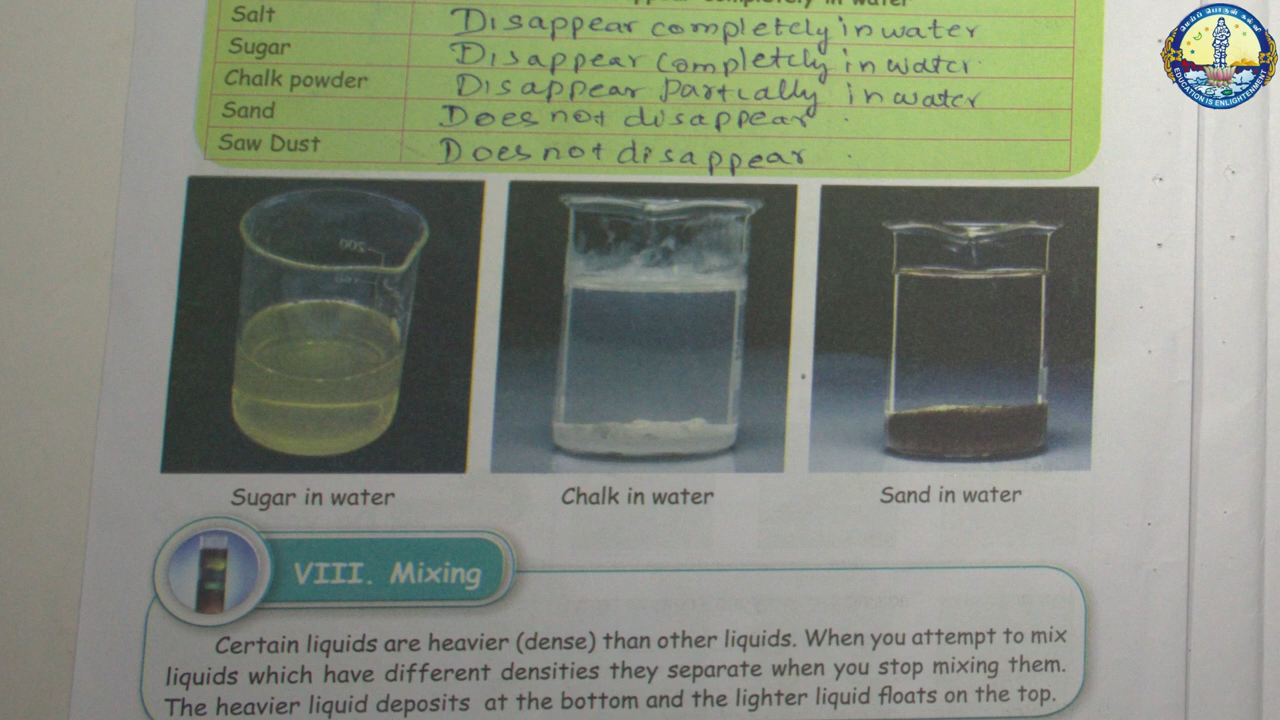 completely in water
Salt Disappear completely in water
Sugar Disappear completely in water.
Chalk powder Disappear partially in water
Sand Does not disappear .
Saw Dust Does not disappear .
200
Sugar in water
Chalk in water
Sand in water
VIII. Mixing
Certain liquids are heavier (dense) than other liquids. When you attempt to mix
liquids which have different densities they separate when you stop mixing them.
The heavier liquid deposits at the bottom and the lighter liquid floats on the top.
EDUCATION IS ENLIGHTENMENT